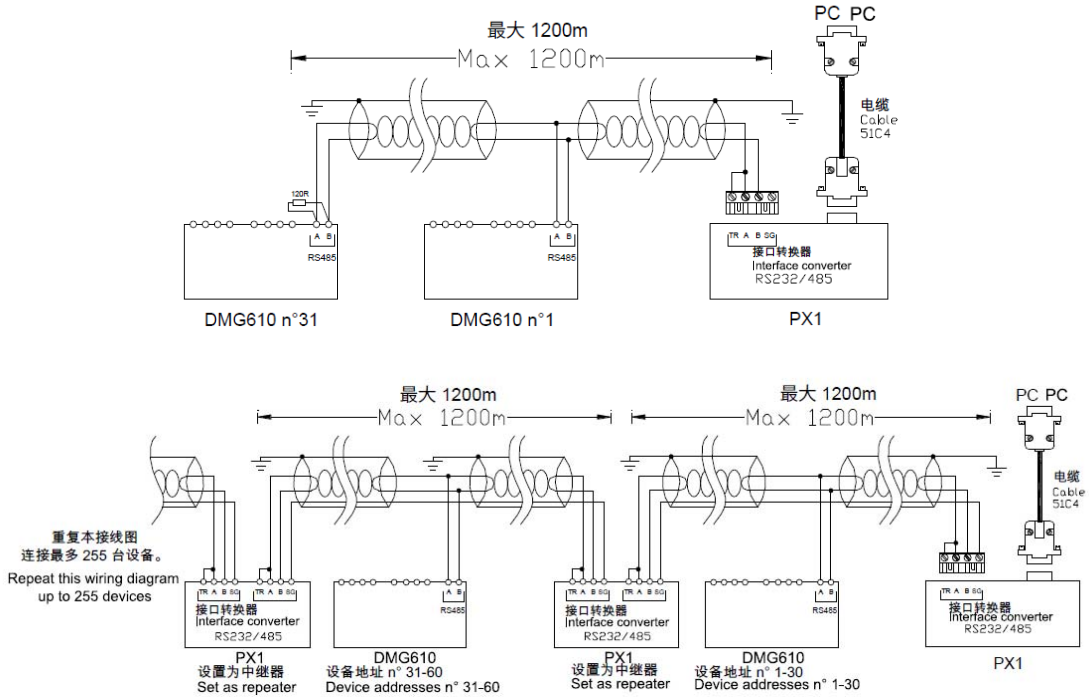 PC PC
最大 1200m
Max 1200m
电缆
Cable
51C4
120R
A B
RS485
A B
RS485
TR A B SG
接口转换器
Interface converter
RS232/485
DMG610 n°31
DMG610 n°1
PX1
最大 1200m
Max 1200m
最大 1200m
Max 1200m
PC PC
电缆
Cable
51C4
重复本接线图
连接最多 255 台设备。
Repeat this wiring diagram
up to 255 devices
TR A B SG
TR A B SG
接口转换器
Interface converter
RS232/485
A B
RS485
TR A B SG
TR A B SG
接口转换器
Interface converter
RS232/485
A B
RS485
TR A B SG
接口转换器
Interface converter
RS232/485
PX1
设置为中继器
Set as repeater
DMG610
设备地址 n° 31-60
Device addresses n° 31-60
PX1
设置为中继器
Set as repeater
DMG610
设备地址 n° 1-30
Device addresses n° 1-30
PX1